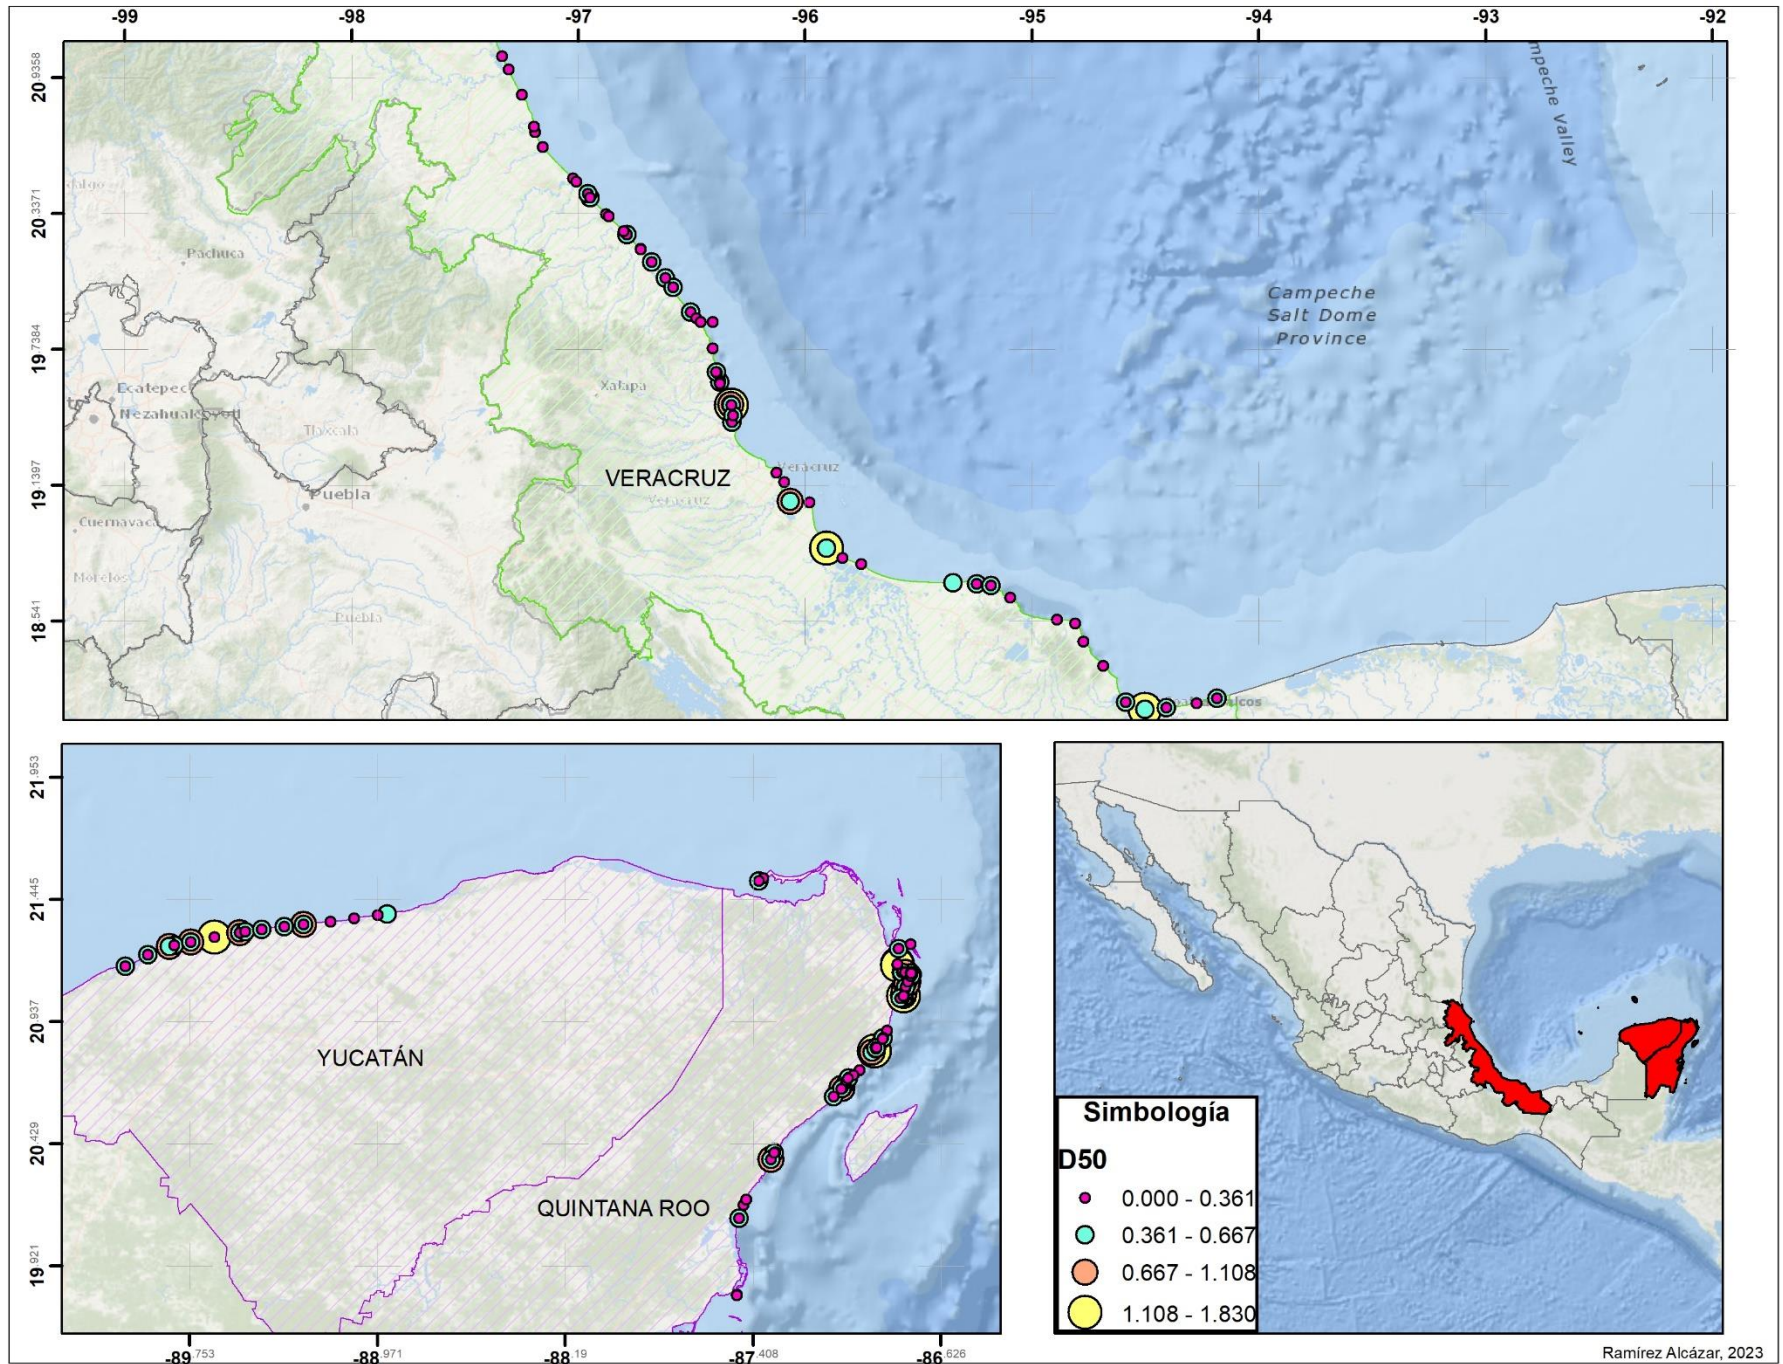 -99 -98 -97 -96 -95 -94 -93 -92
20.9358
mpeche Valley
20.3371
Pachuca
Campeche
Salt Dome
Province
19.7384
Xalapa
Ecatepec
Tlaxcala
19.1397
Veracruz
VERACRUZ
Veracruz
Puebla
Cuernavaca
Morelos
Puebla
18.541
21.953
21.445
20.937
YUCATÁN
20.429
QUINTANA ROO
19.921
-89.753 -88.971 -88.19 -87.408 -86.626
Simbología
D50
0.000 - 0.361
0.361 - 0.667
0.667 - 1.108
1.108 - 1.830
Ramírez Alcázar, 2023